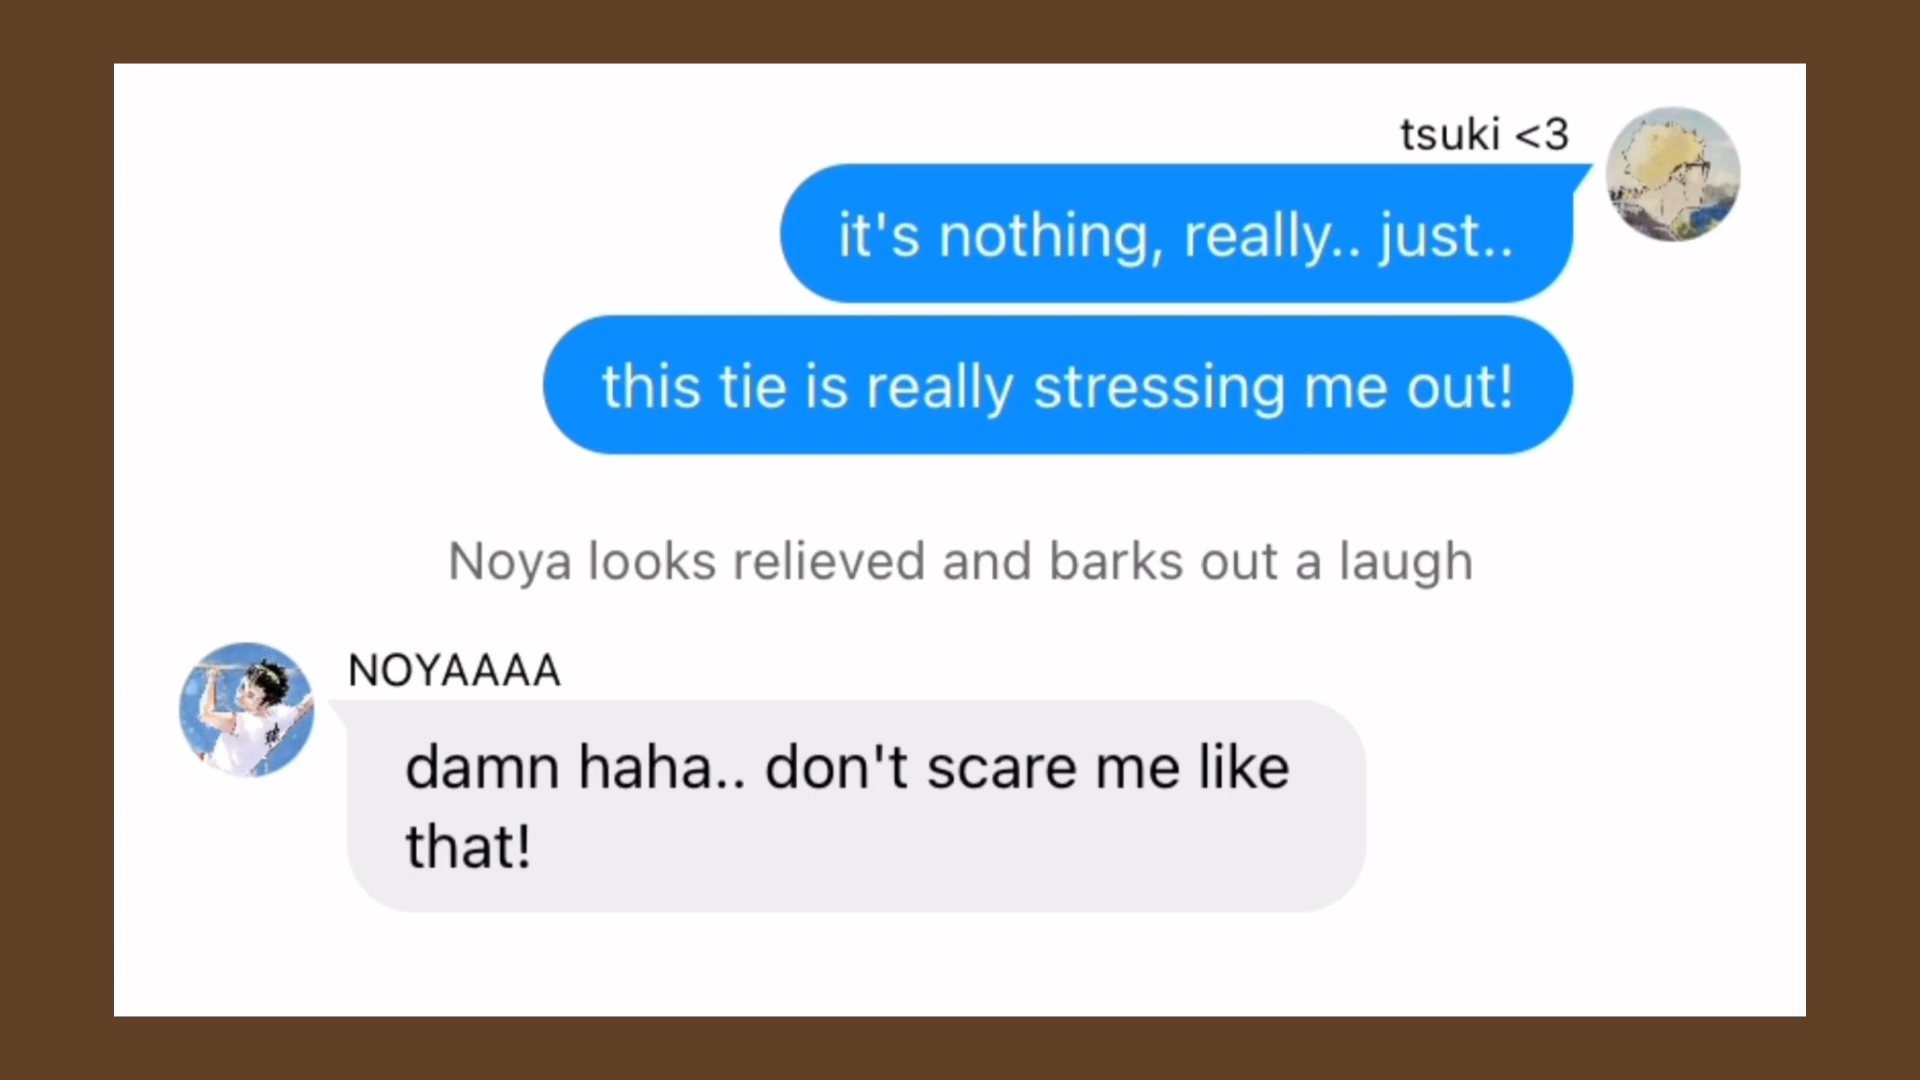 tsuki <3
it's nothing, really.. just..
this tie is really stressing me out!
Noya looks relieved and barks out a laugh
NOYAAAA
damn haha.. don't scare me like
that!